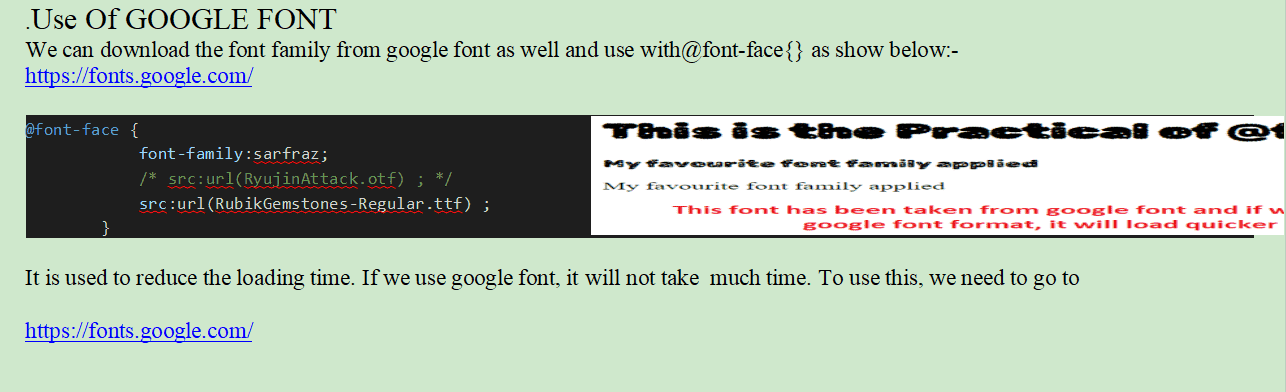 .Use Of GOOGLE FONT
We can download the font family from google font as well and use with@font-face{} as show below:-
https://fonts.google.com/
@font-face {
font-family:sarfraz;
/* src:url(RyujinAttack.otf) ; */
src:url(RubikGemstones-Regular.ttf) ;
}
This is the Practical of @f
My favourite font family applied
My favourite font family applied
This font has been taken from google font and if w
google font format, it will load quicker
It is used to reduce the loading time. If we use google font, it will not take  much time. To use this, we need to go to
https://fonts.google.com/